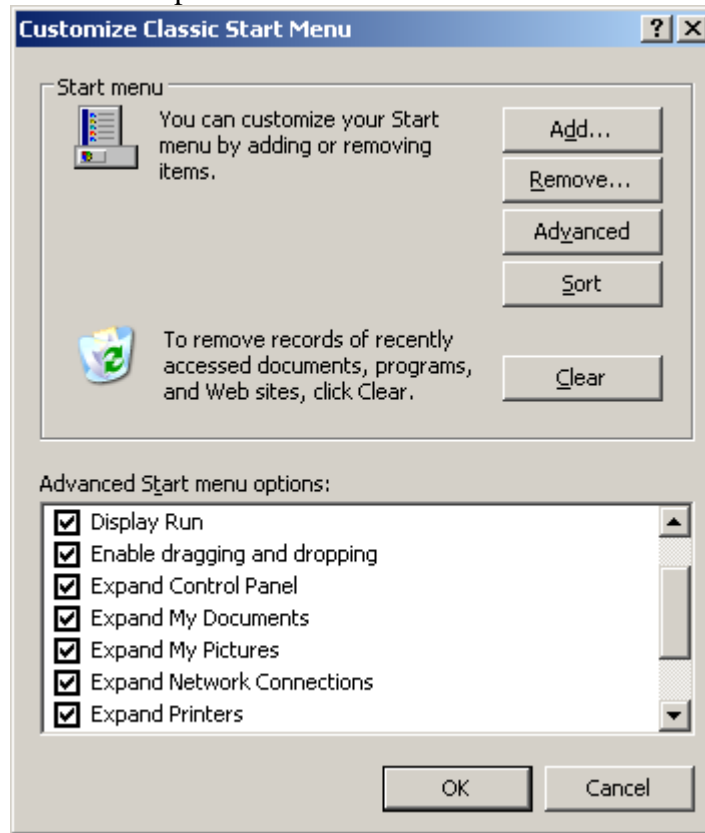 Customize Classic Start Menu
Start menu
You can customize your Start
menu by adding or removing
items.
Add...
Remove...
Advanced
Sort
To remove records of recently
accessed documents, programs,
and Web sites, click Clear.
Clear
Advanced Start menu options:
Display Run
Enable dragging and dropping
Expand Control Panel
Expand My Documents
Expand My Pictures
Expand Network Connections
Expand Printers
OK
Cancel